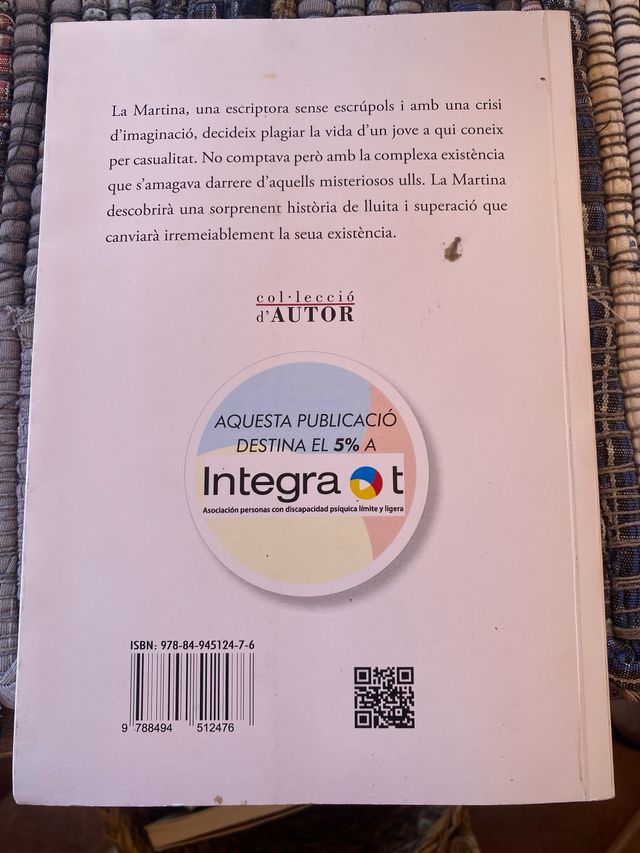 La Martina, una escriptora sense escrúpols i amb una crisi
d'imaginació, decideix plagiar la vida d'un jove a qui coneix
per casualitat. No comptava però amb la complexa existència
que s'amagava darrere d'aquells misteriosos ulls. La Martina
descobrirà una sorprenent història de lluita i superació que
canviarà irremeiablement la seua existència.
col·lecció
d'AUTOR
AQUESTA PUBLICACIÓ
DESTINA EL 5% A
Integra t
Asociación personas con discapacidad psíquica límite y ligera
ISBN: 978-84-945124-7-6
9 788494 512476